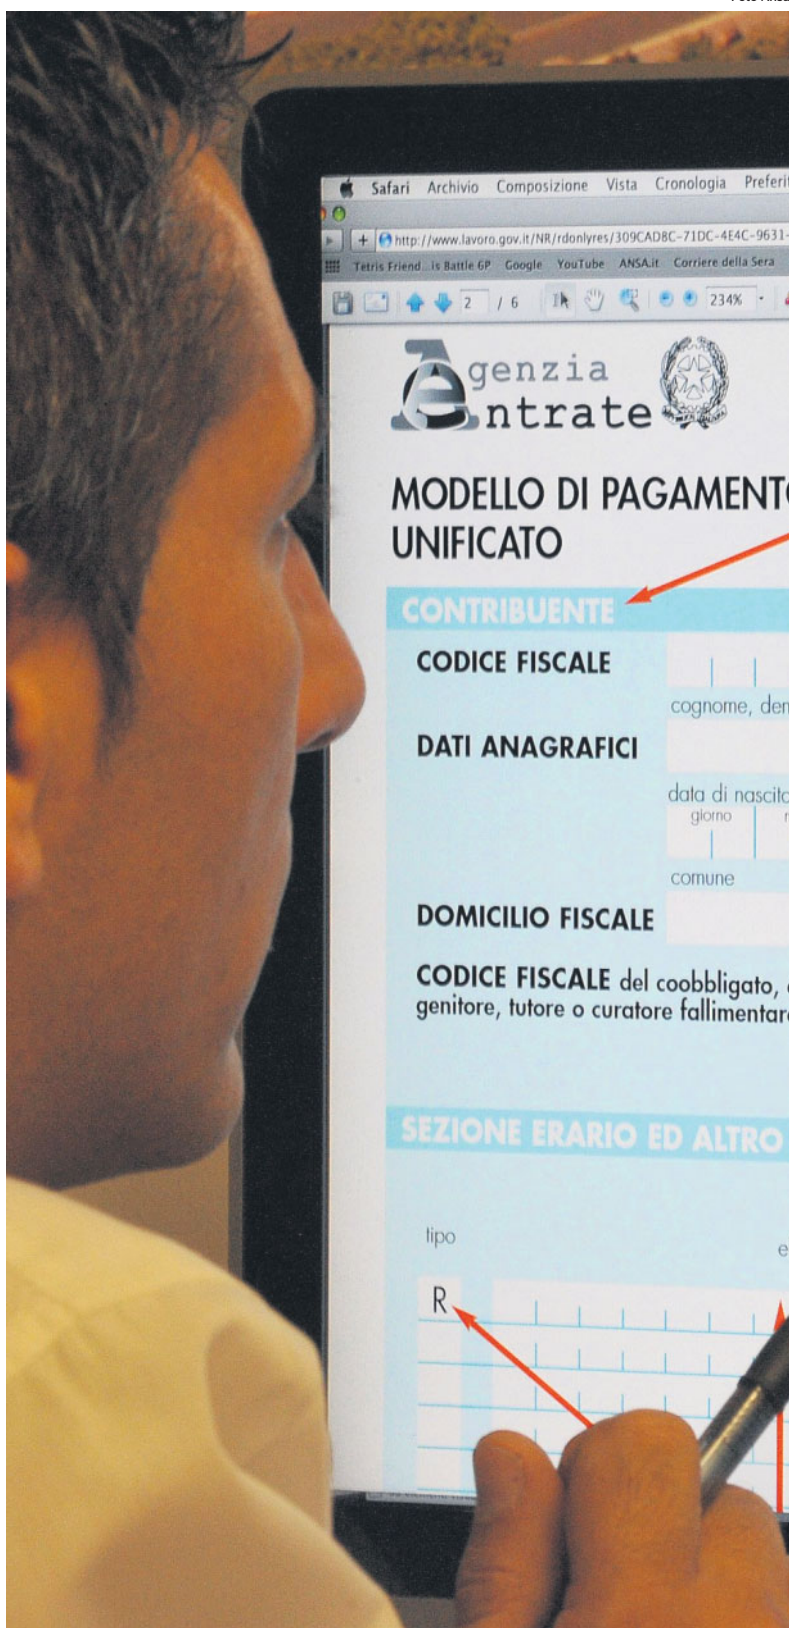 Safari Archivio Composizione Vista Cronologia
http://www.lavoro.gov.it/NR/rdonlyres/309CAD8C-71DC-4E4C-9631-
Tetris Friend...is Battle 6P Google YouTube ANSA.it Corriere della Sera
2 / 6 234%
Agenzia
Entrate
MODELLO DI PAGAMENTO
UNIFICATO
CONTRIBUENTE
CODICE FISCALE
cognome,
DATI ANAGRAFICI
data di nascita
giorno
comune
DOMICILIO FISCALE
CODICE FISCALE del coobbligato,
genitore, tutore o curatore fallimentare
SEZIONE ERARIO ED ALTRO
tipo
R